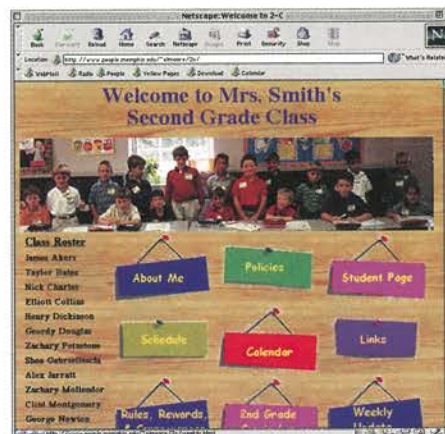 Netscape: Welcome to 2-C
Back Forward Reload Home Search Netscape Images Print Security Shop Stop
Location: What's Relate
WebMail Radio People Yellow Pages Download Calendar
Welcome to Mrs. Smith's
Second Grade Class
Class Roster
James Akers
Taylor Bates
Nick Charles
Elliott Collins
Henry Dickinson
Geordy Douglas
Zachary
Shea
Alex Jarratt
Zachary
Clint Montgomery
George Newton
About Me
Policies
Student Page
Schedule
Calendar
Links
Rules, Rewards,
2nd Grade
Weekly
Update